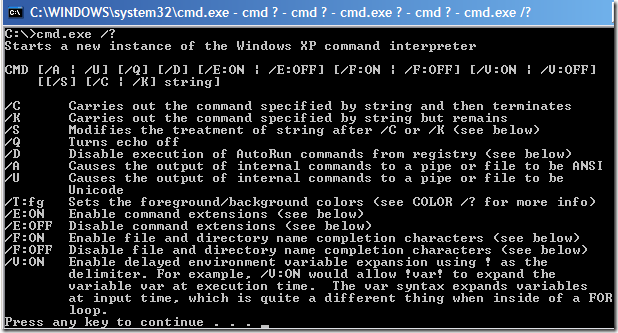 C:\WINDOWS\system32\cmd.exe - cmd ? - cmd ? - cmd.exe ? - cmd ? - cmd.exe /?
C:\>cmd.exe /?
Starts a new instance of the Windows XP command interpreter
CMD [/A ¦ /U] [/Q] [/D] [/E:ON ¦ /E:OFF] [/F:ON ¦ /F:OFF] [/V:ON ¦ /V:OFF]
    [[/S] [/C ¦ /K] string]
/C      Carries out the command specified by string and then terminates
/K      Carries out the command specified by string but remains
/S      Modifies the treatment of string after /C or /K (see below)
/Q      Turns echo off
/D      Disable execution of AutoRun commands from registry (see below)
/A      Causes the output of internal commands to a pipe or file to be ANSI
/U      Causes the output of internal commands to a pipe or file to be
        Unicode
/T:fg   Sets the foreground/background colors (see COLOR /? for more info)
/E:ON   Enable command extensions (see below)
/E:OFF  Disable command extensions (see below)
/F:ON   Enable file and directory name completion characters (see below)
/F:OFF  Disable file and directory name completion characters (see below)
/V:ON   Enable delayed environment variable expansion using ! as the
        delimiter. For example, /V:ON would allow !var! to expand the
        variable var at execution time.  The var syntax expands variables
        at input time, which is quite a different thing when inside of a FOR
        loop.
Press any key to continue . . . _